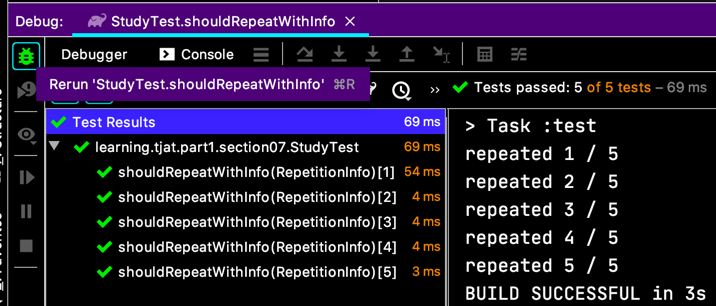 Debug: StudyTest.shouldRepeatWithInfo ×
Debugger Console
Rerun 'StudyTest.shouldRepeatWithInfo' ⌘R
>> Tests passed: 5 of 5 tests – 69 ms
Test Results 69 ms
learning.tjat.part1.section07.StudyTest 69 ms
shouldRepeatWithInfo(RepetitionInfo)[1] 54 ms
shouldRepeatWithInfo(RepetitionInfo)[2] 4 ms
shouldRepeatWithInfo(RepetitionInfo)[3] 4 ms
shouldRepeatWithInfo(RepetitionInfo)[4] 4 ms
shouldRepeatWithInfo(RepetitionInfo)[5] 3 ms
> Task :test
repeated 1 / 5
repeated 2 / 5
repeated 3 / 5
repeated 4 / 5
repeated 5 / 5
BUILD SUCCESSFUL in 3s